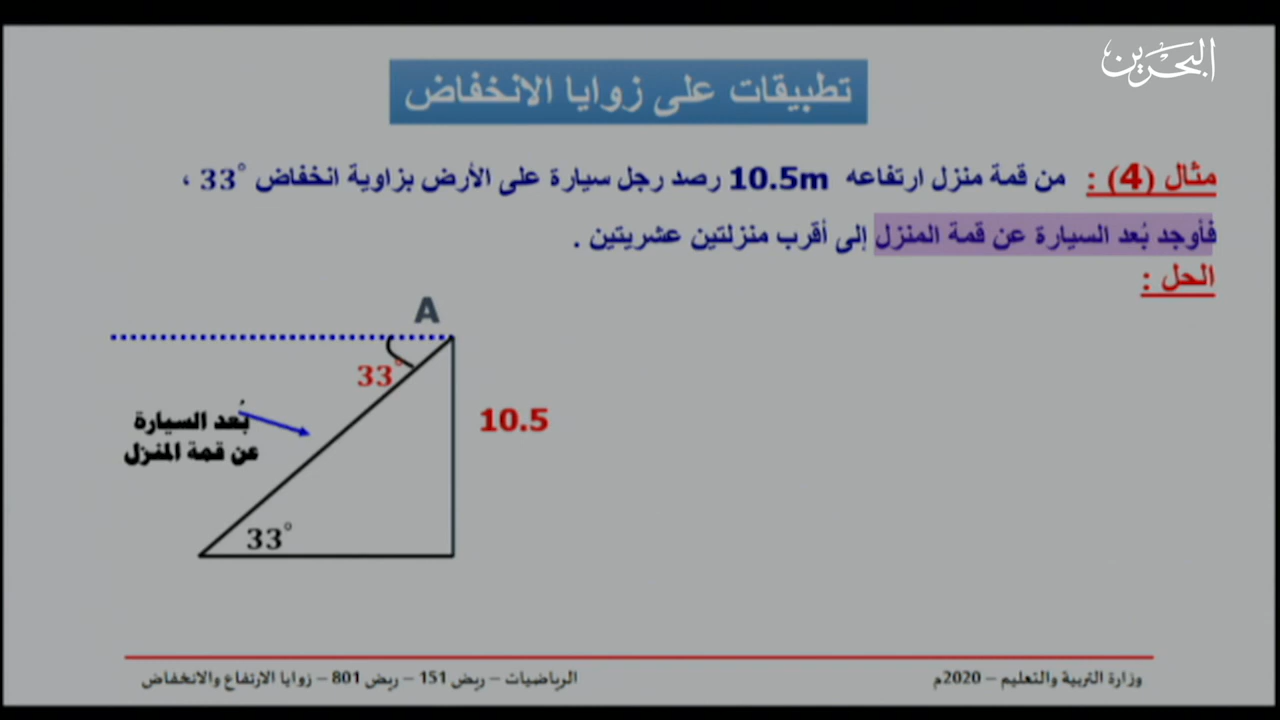 البحرين
تطبيقات على زوايا الانخفاض
مثال (4) : من قمة منزل ارتفاعه 10.5m رصد رجل سيارة على الأرض بزاوية انخفاض 33° ،
فأوجد بُعد السيارة عن قمة المنزل إلى أقرب منزلتين عشريتين .
الحل :
A
33°
10.5
بُعد السيارة
عن قمة المنزل
33°
وزارة التربية والتعليم – 2020م
الرياضيات – ريض 151 – ريض 801 – زوايا الارتفاع والانخفاض